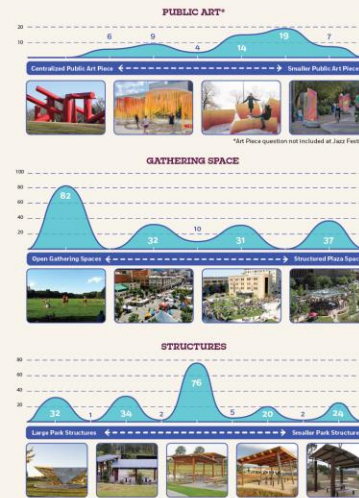 PUBLIC ART*
20
10
6 9 4 14 19 7
Centralized Public Art Piece Smaller Public Art Pieces
*Art Piece question not included at Jazz Fest
GATHERING SPACE
100
80
60
40
20
82 32 10 31 37
Open Gathering Spaces Structured Plaza Space
STRUCTURES
80
60
40
20
32 1 34 2 76 5 20 2 24
Large Park Structures Smaller Park Structures